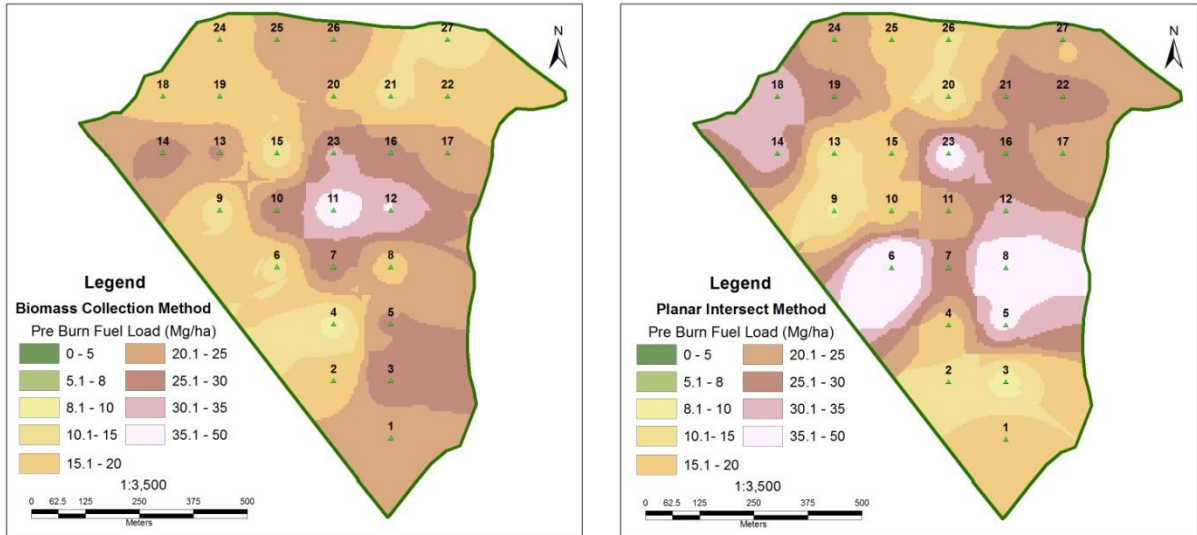 24 25 26 27
N
18 19 20 21 22
14 13 15 23 16 17
9 10 11 12
6 7 8
4 5
2 3
1
Legend
Biomass Collection Method
Pre Burn Fuel Load (Mg/ha)
0 - 5 20.1 - 25
5.1 - 8 25.1 - 30
8.1 - 10 30.1 - 35
10.1- 15 35.1 - 50
15.1 - 20
1:3,500
0 62.5 125 250 375 500
Meters
24 25 26 27
N
18 19 20 21 22
14 13 15 23 16 17
9 10 11 12
6 7 8
4 5
2 3
1
Legend
Planar Intersect Method
Pre Burn Fuel Load (Mg/ha)
0 - 5 20.1 - 25
5.1 - 8 25.1 - 30
8.1 - 10 30.1 - 35
10.1- 15 35.1 - 50
15.1 - 20
1:3,500
0 62.5 125 250 375 500
Meters